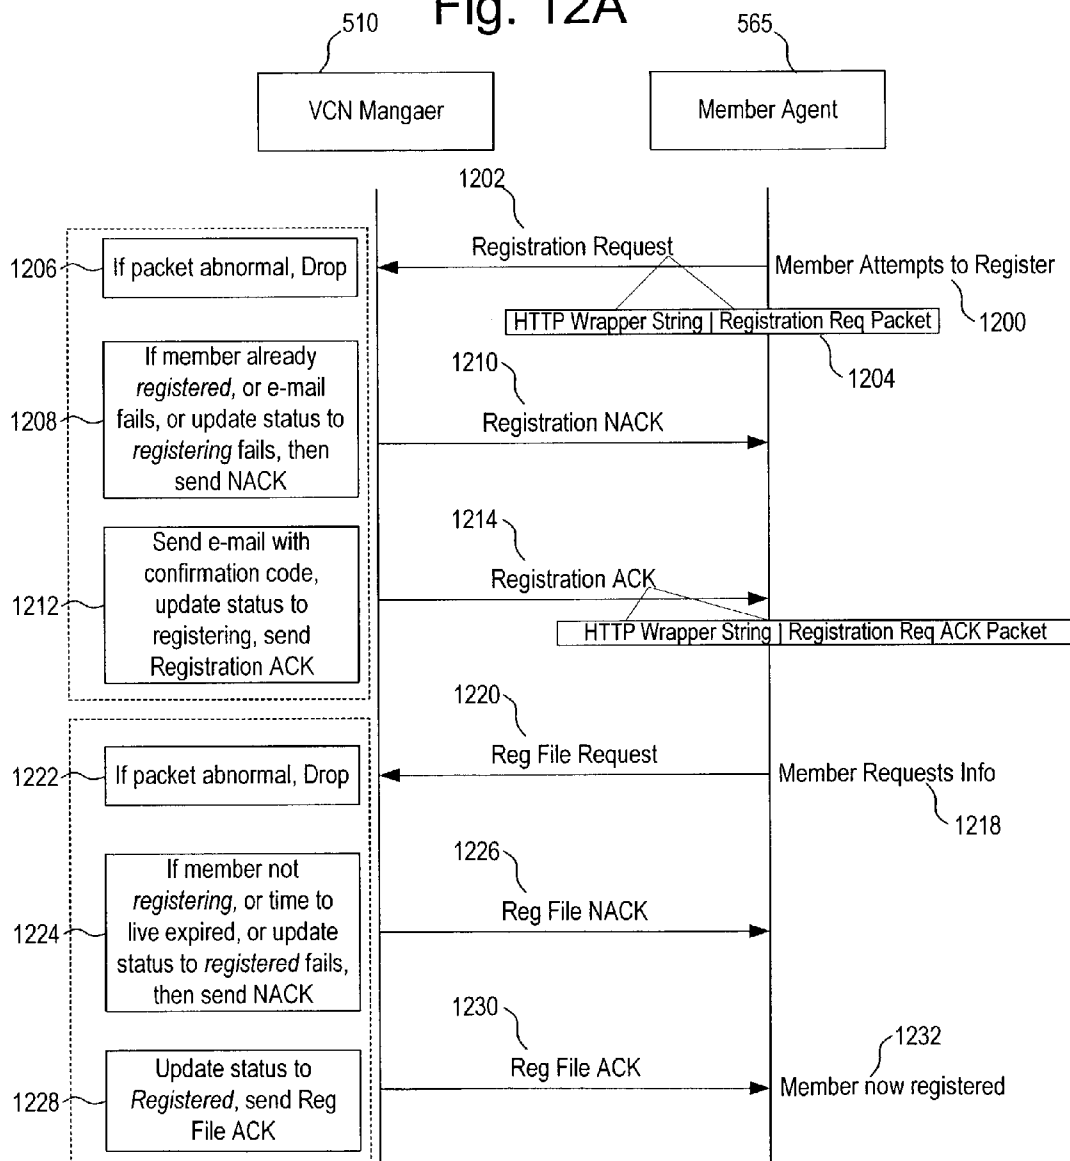 Fig. 12A
510
565
VCN Mangaer
Member Agent
1202
Registration Request
1206
If packet abnormal, Drop
Member Attempts to Register
1200
HTTP Wrapper String | Registration Req Packet
1204
1208
If member already
registered, or e-mail
fails, or update status to
registering fails, then
send NACK
1210
Registration NACK
1212
Send e-mail with
confirmation code,
update status to
registering, send
Registration ACK
1214
Registration ACK
HTTP Wrapper String | Registration Req ACK Packet
1220
Reg File Request
1222
If packet abnormal, Drop
Member Requests Info
1218
1224
If member not
registering, or time to
live expired, or update
status to registered fails,
then send NACK
1226
Reg File NACK
1228
Update status to
Registered, send Reg
File ACK
1230
Reg File ACK
1232
Member now registered